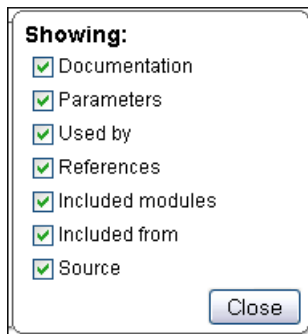 Showing:
Documentation
Parameters
Used by
References
Included modules
Included from
Source
Close